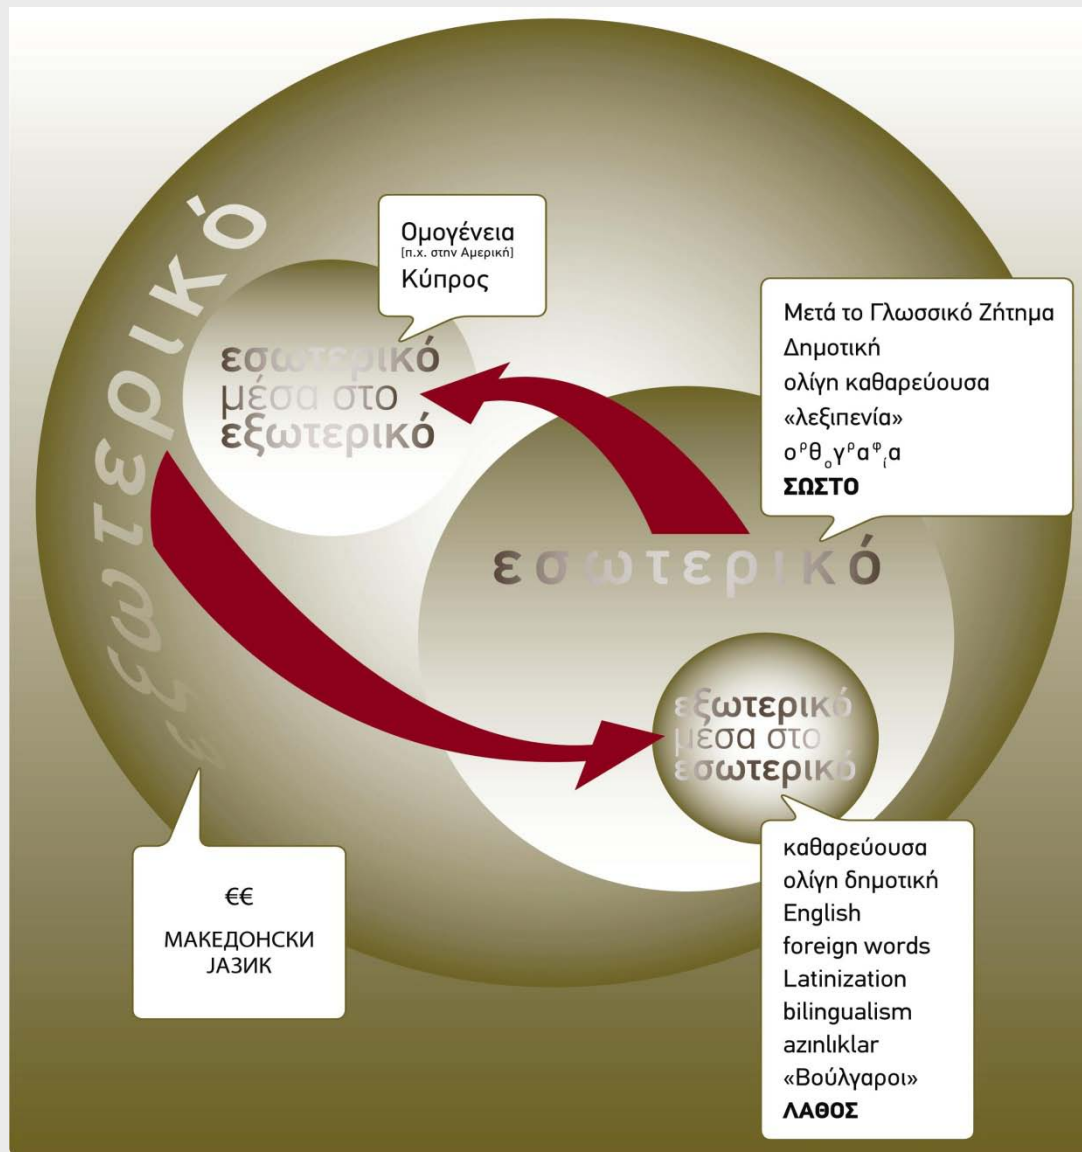 εξωτερικό
Ομογένεια
[π.χ. στην Αμερική]
Κύπρος
εσωτερικό
μέσα στο
εξωτερικό
Μετά το Γλωσσικό Ζήτημα
Δημοτική
ολίγη καθαρεύουσα
«λεξιπενία»
ορθογραφία
ΣΩΣΤΟ
εσωτερικό
εξωτερικό
μέσα στο
εσωτερικό
€€
МАКЕДОНСКИ
ЈАЗИК
καθαρεύουσα
ολίγη δημοτική
English
foreign words
Latinization
bilingualism
azınlıklar
«Βούλγαροι»
ΛΑΘΟΣ